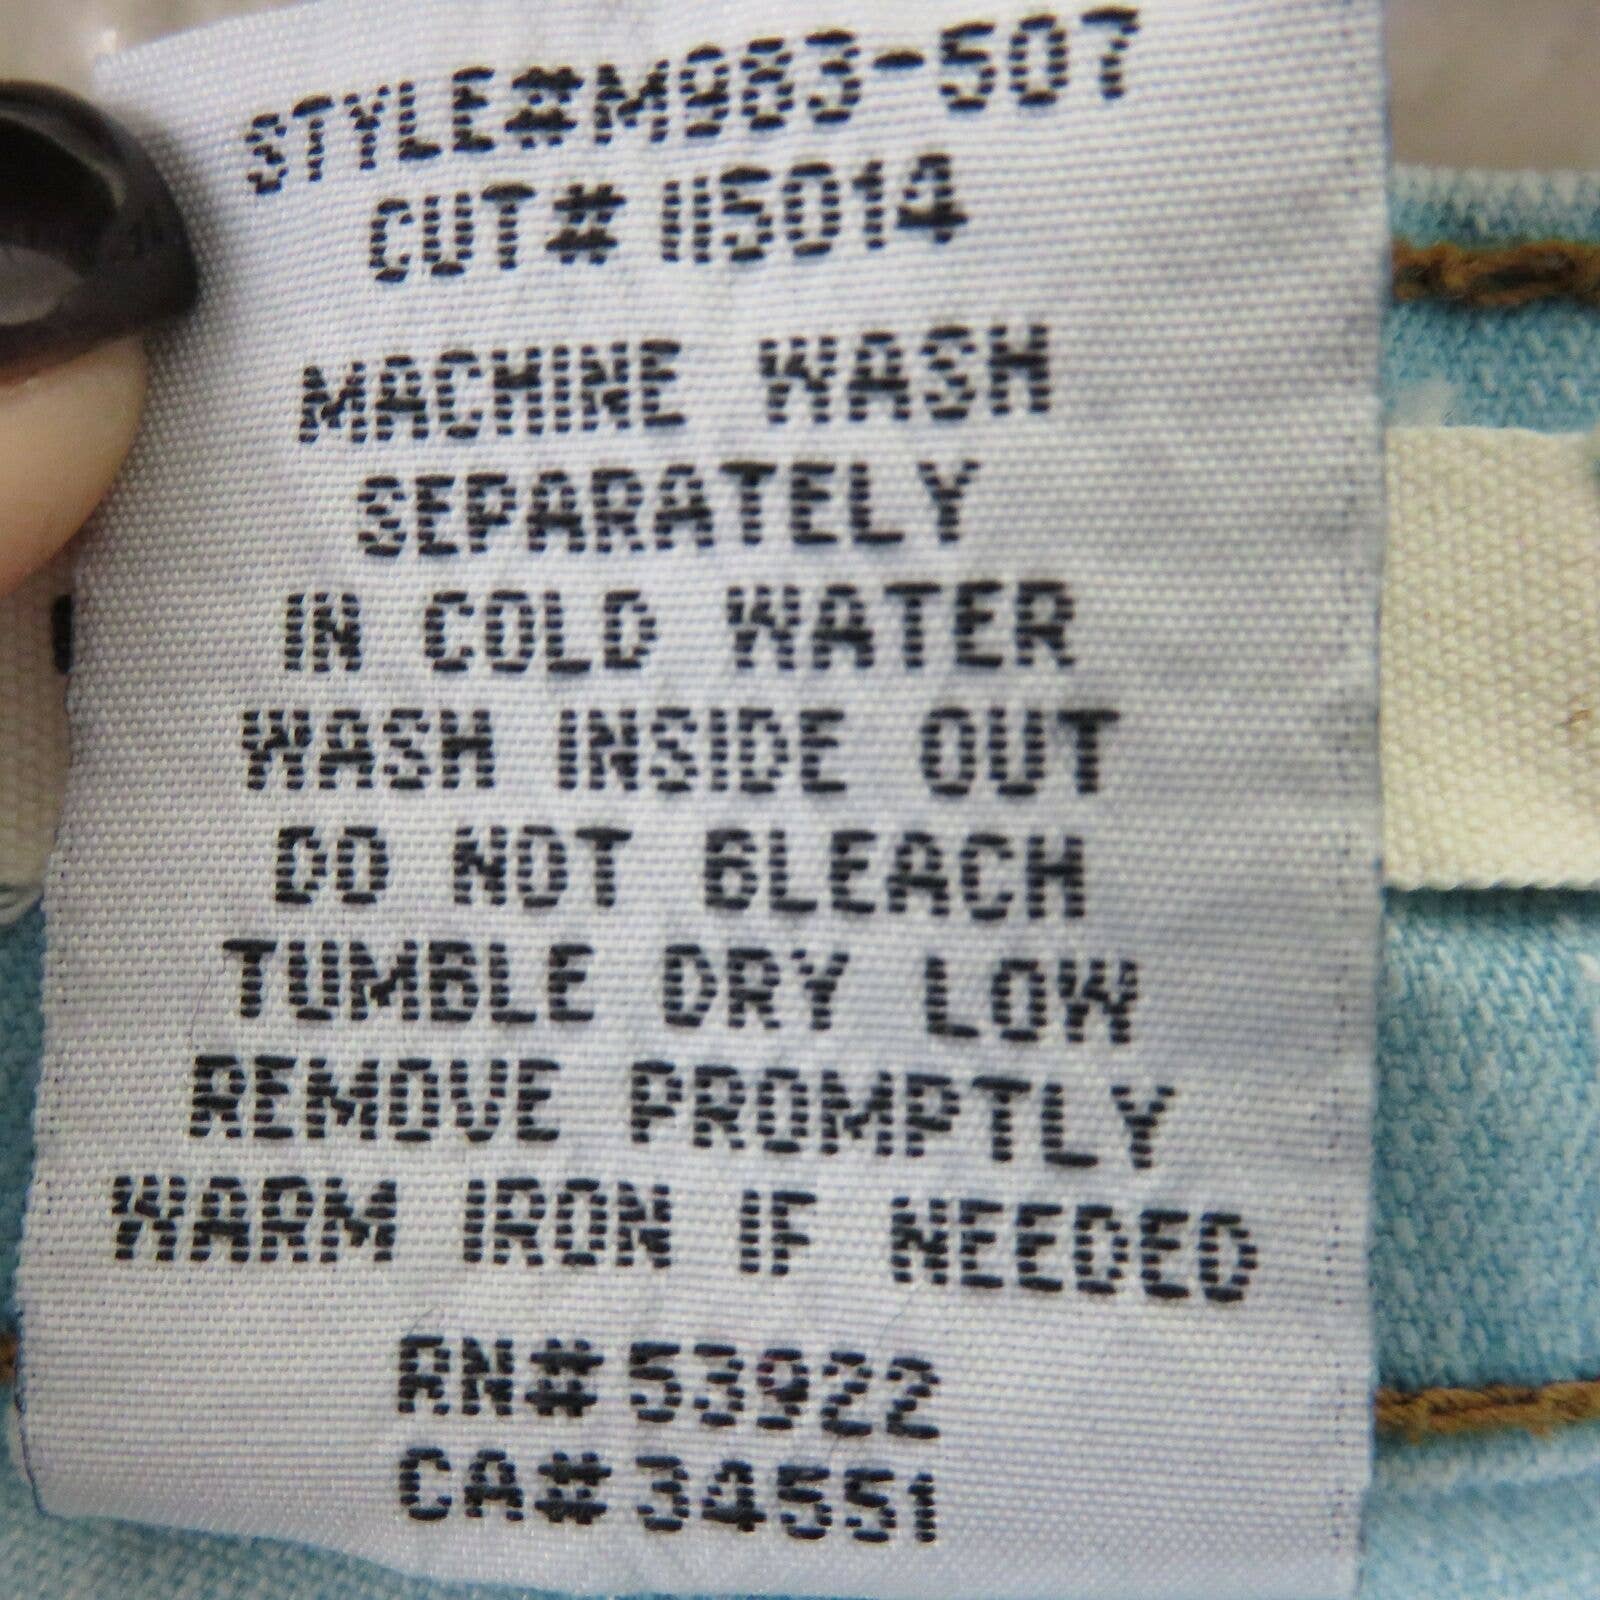 STYLE#M983-507
CUT# 115014
MACHINE WASH
SEPARATELY
IN COLD WATER
WASH INSIDE OUT
DO NOT BLEACH
TUMBLE DRY LOW
REMOVE PROMPTLY
WARM IRON IF NEEDED
RN# 53922
CA# 34551